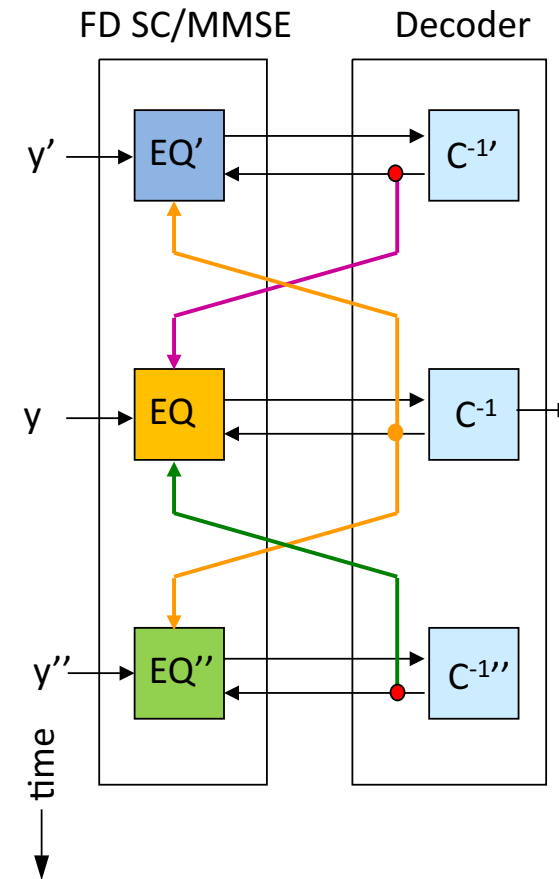 FD SC/MMSE Decoder
y’ EQ’ C⁻¹’
y EQ C⁻¹
y’’ EQ’’ C⁻¹’’
time